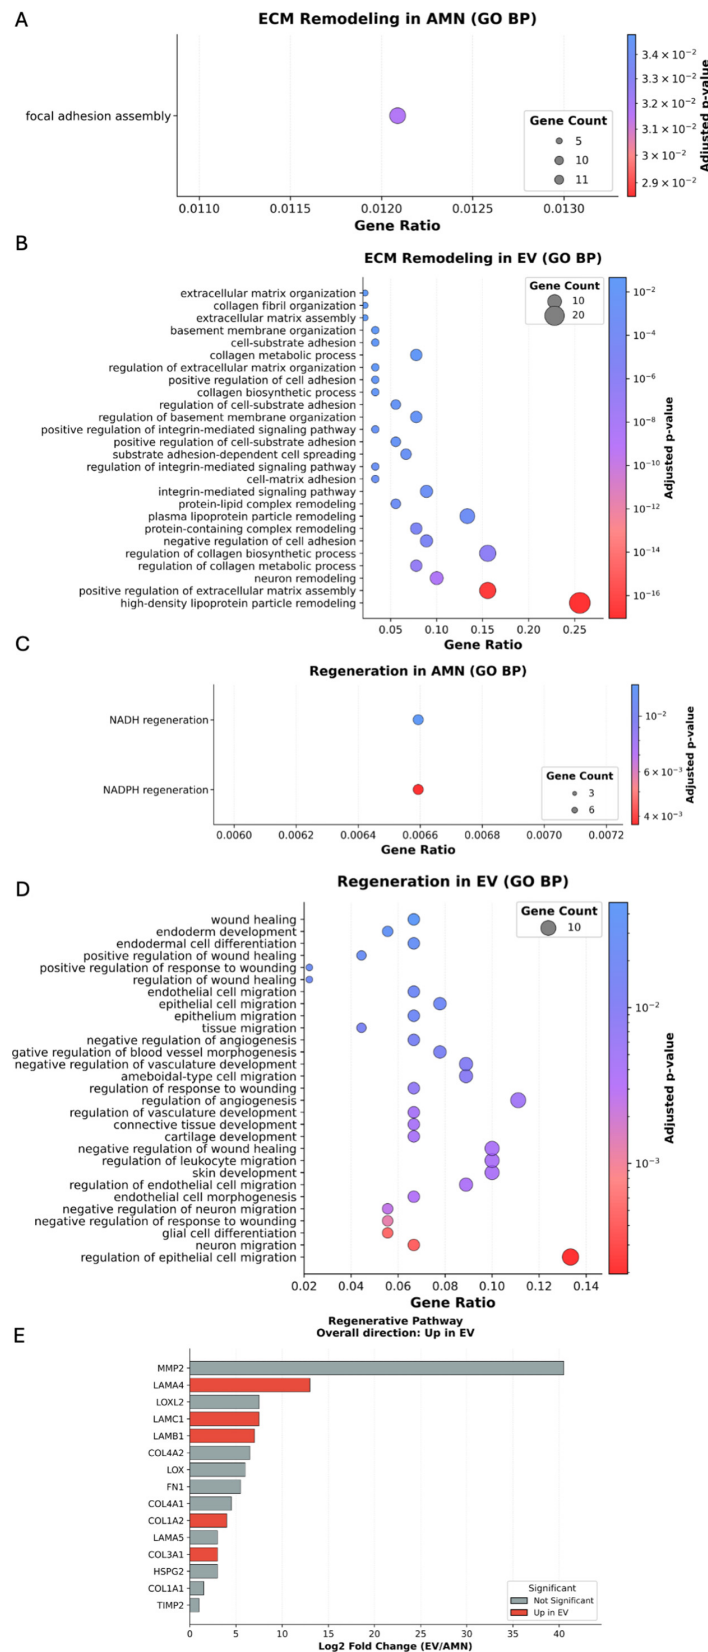 A
ECM Remodeling in AMN (GO BP)
focal adhesion assembly
Gene Count
5
10
11
3.4 × 10⁻²
3.3 × 10⁻²
3.2 × 10⁻²
3.1 × 10⁻²
3 × 10⁻²
2.9 × 10⁻²
Adjusted p-value
0.0110 0.0115 0.0120 0.0125 0.0130
Gene Ratio
B
ECM Remodeling in EV (GO BP)
extracellular matrix organization
collagen fibril organization
extracellular matrix assembly
basement membrane organization
cell-substrate adhesion
collagen metabolic process
regulation of extracellular matrix organization
positive regulation of cell adhesion
collagen biosynthetic process
regulation of cell-substrate adhesion
regulation of basement membrane organization
positive regulation of integrin-mediated signaling pathway
positive regulation of cell-substrate adhesion
substrate adhesion-dependent cell spreading
regulation of integrin-mediated signaling pathway
cell-matrix adhesion
integrin-mediated signaling pathway
protein-lipid complex remodeling
plasma lipoprotein particle remodeling
protein-containing complex remodeling
negative regulation of cell adhesion
regulation of collagen biosynthetic process
regulation of collagen metabolic process
neuron remodeling
positive regulation of extracellular matrix assembly
high-density lipoprotein particle remodeling
Gene Count
10
20
10⁻²
10⁻⁴
10⁻⁶
10⁻⁸
10⁻¹⁰
10⁻¹²
10⁻¹⁴
10⁻¹⁶
Adjusted p-value
0.05 0.10 0.15 0.20 0.25
Gene Ratio
C
Regeneration in AMN (GO BP)
NADH regeneration
NADPH regeneration
Gene Count
3
6
10⁻²
6 × 10⁻³
4 × 10⁻³
Adjusted p-value
0.0060 0.0062 0.0064 0.0066 0.0068 0.0070 0.0072
Gene Ratio
D
Regeneration in EV (GO BP)
wound healing
endoderm development
endodermal cell differentiation
positive regulation of wound healing
positive regulation of response to wounding
regulation of wound healing
endothelial cell migration
epithelial cell migration
epithelium migration
tissue migration
negative regulation of angiogenesis
gative regulation of blood vessel morphogenesis
negative regulation of vasculature development
ameboidal-type cell migration
regulation of response to wounding
regulation of angiogenesis
regulation of vasculature development
connective tissue development
cartilage development
negative regulation of wound healing
regulation of leukocyte migration
skin development
regulation of endothelial cell migration
endothelial cell morphogenesis
negative regulation of neuron migration
negative regulation of response to wounding
glial cell differentiation
neuron migration
regulation of epithelial cell migration
Gene Count
10
10⁻²
10⁻³
Adjusted p-value
0.02 0.04 0.06 0.08 0.10 0.12 0.14
Gene Ratio
E
Regenerative Pathway
Overall direction: Up in EV
MMP2
LAMA4
LOXL2
LAMC1
LAMB1
COL4A2
LOX
FN1
COL4A1
COL1A2
LAMA5
COL3A1
HSPG2
COL1A1
TIMP2
Significant
Not Significant
Up in EV
0 5 10 15 20 25 30 35 40
Log2 Fold Change (EV/AMN)